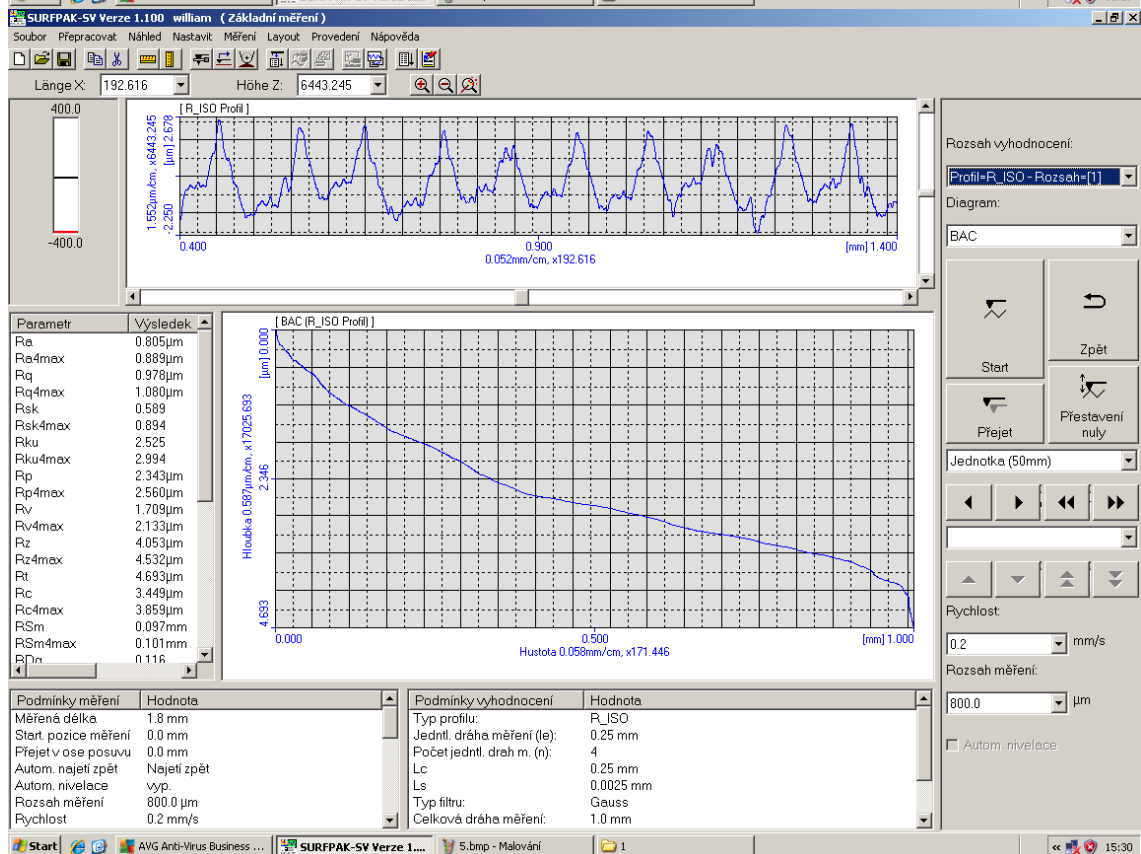 SURFPAK-SV Verze 1.100 william ( Základní měření )
Soubor Přepracovat Náhled Nastavit Měření Layout Provedení Nápověda
Länge X: 192.616 Höhe Z: 6443.245
400.0
-400.0
[ R_ISO Profil ]
1.552µm/cm, x6443.245
-2.250 [µm] 2.678
0.400 0.900 [mm] 1.400
0.052mm/cm, x192.616
Parametr Výsledek
Ra 0.805µm
Ra4max 0.889µm
Rq 0.978µm
Rq4max 1.080µm
Rsk 0.589
Rsk4max 0.894
Rku 2.525
Rku4max 2.994
Rp 2.343µm
Rp4max 2.560µm
Rv 1.709µm
Rv4max 2.133µm
Rz 4.053µm
Rz4max 4.532µm
Rt 4.693µm
Rc 3.449µm
Rc4max 3.859µm
RSm 0.097mm
RSm4max 0.101mm
RDq 0.116
[ BAC (R_ISO Profil) ]
Hloubka 0.587µm/cm, x17025.693
4.693 2.346 [µm] 0.000
0.000 0.500 [mm] 1.000
Hustota 0.058mm/cm, x171.446
Rozsah vyhodnocení:
Profil=R_ISO - Rozsah=[1]
Diagram:
BAC
Start
Zpět
Přejet
Přestavení
nuly
Jednotka (50mm)
Rychlost:
0.2 mm/s
Rozsah měření:
800.0 µm
Autom. nivelace
Podmínky měření Hodnota
Měřená délka 1.8 mm
Start. pozice měření 0.0 mm
Přejet v ose posuvu 0.0 mm
Autom. najetí zpět Najetí zpět
Autom. nivelace vyp.
Rozsah měření 800.0 µm
Rychlost 0.2 mm/s
Podmínky vyhodnocení Hodnota
Typ profilu: R_ISO
Jedntl. dráha měření (le): 0.25 mm
Počet jedntl. drah m. (n): 4
Lc 0.25 mm
Ls 0.0025 mm
Typ filtru: Gauss
Celková dráha měření: 1.0 mm
Start AVG Anti-Virus Business ... SURFPAK-SV Verze 1.... 5.bmp - Malování 1 15:30